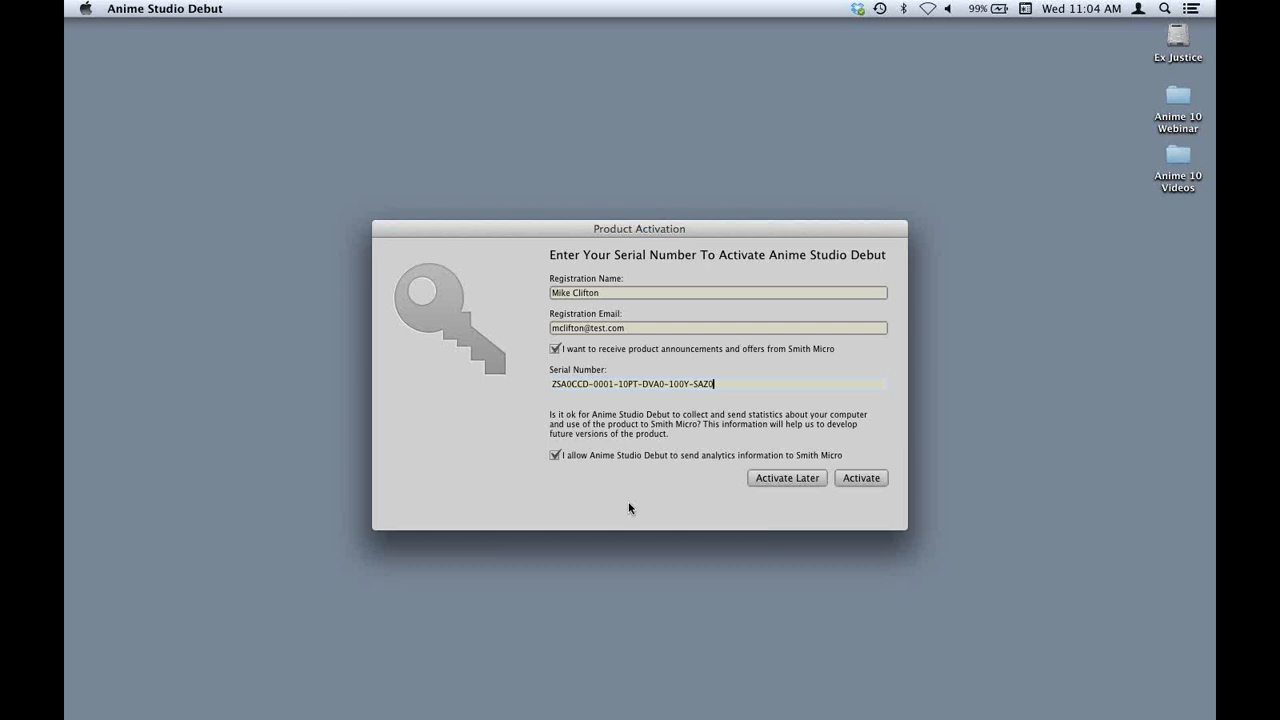 Anime Studio Debut
99%
Wed 11:04 AM
Ex Justice
Anime 10
Webinar
Anime 10
Videos
Product Activation
Enter Your Serial Number To Activate Anime Studio Debut
Registration Name:
Mike Clifton
Registration Email:
mclifton@test.com
I want to receive product announcements and offers from Smith Micro
Serial Number:
ZSA0CCD-0001-10PT-DVA0-100Y-SAZ0
Is it ok for Anime Studio Debut to collect and send statistics about your computer
and use of the product to Smith Micro? This information will help us to develop
future versions of the product.
I allow Anime Studio Debut to send analytics information to Smith Micro
Activate Later
Activate